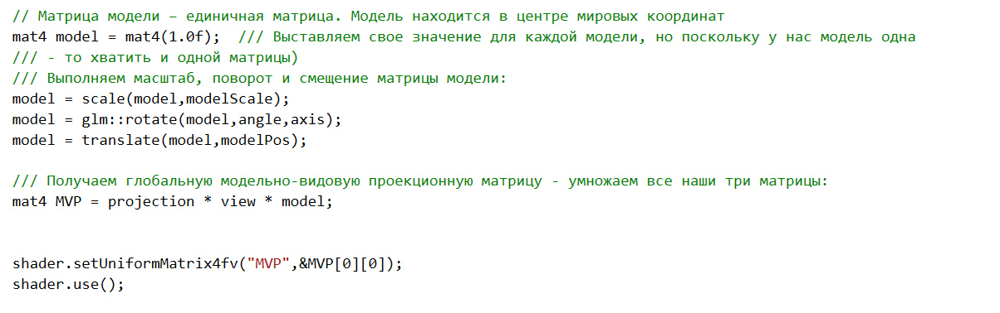 // Матрица модели – единичная матрица. Модель находится в центре мировых координат
mat4 model = mat4(1.0f);  /// Выставляем свое значение для каждой модели, но поскольку у нас модель одна
/// - то хватить и одной матрицы)
/// Выполняем масштаб, поворот и смещение матрицы модели:
model = scale(model,modelScale);
model = glm::rotate(model,angle,axis);
model = translate(model,modelPos);
/// Получаем глобальную модельно-видовую проекционную матрицу - умножаем все наши три матрицы:
mat4 MVP = projection * view * model;
shader.setUniformMatrix4fv("MVP",&MVP[0][0]);
shader.use();